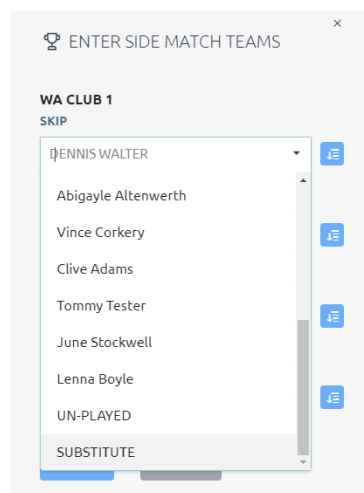 ENTER SIDE MATCH TEAMS
WA CLUB 1
SKIP
DENNIS WALTER
Abigayle Altenwerth
Vince Corkery
Clive Adams
Tommy Tester
June Stockwell
Lenna Boyle
UN-PLAYED
SUBSTITUTE